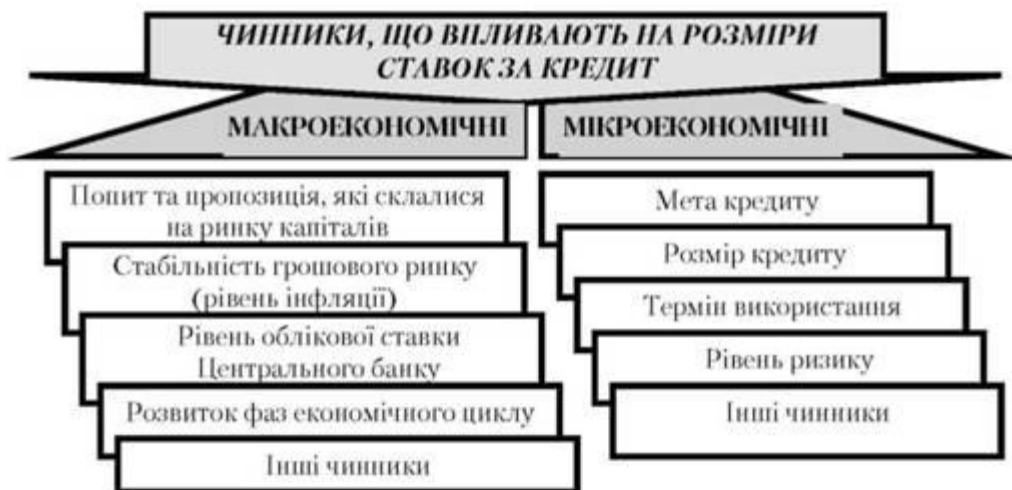 ЧИННИКИ, ЩО ВПЛИВАЮТЬ НА РОЗМІРИ
СТАВОК ЗА КРЕДИТ
МАКРОЕКОНОМІЧНІ
Попит та пропозиція, які склалися
на ринку капіталів
Стабільність грошового ринку
(рівень інфляції)
Рівень облікової ставки
Центрального банку
Розвиток фаз економічного циклу
Інші чинники
МІКРОЕКОНОМІЧНІ
Мета кредиту
Розмір кредиту
Термін використання
Рівень ризику
Інші чинники